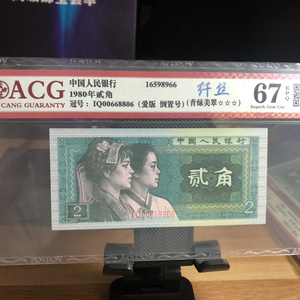 ACG
CANG GUARANTY
中国人民银行 16598966
1980年贰角
冠号：IQ00668806（爱版 倒置号）（青绿美翠☆☆☆）
纤丝
67 EPQ
Superb Gem Unc
中国人民银行
贰角
IQ00668806
2
2